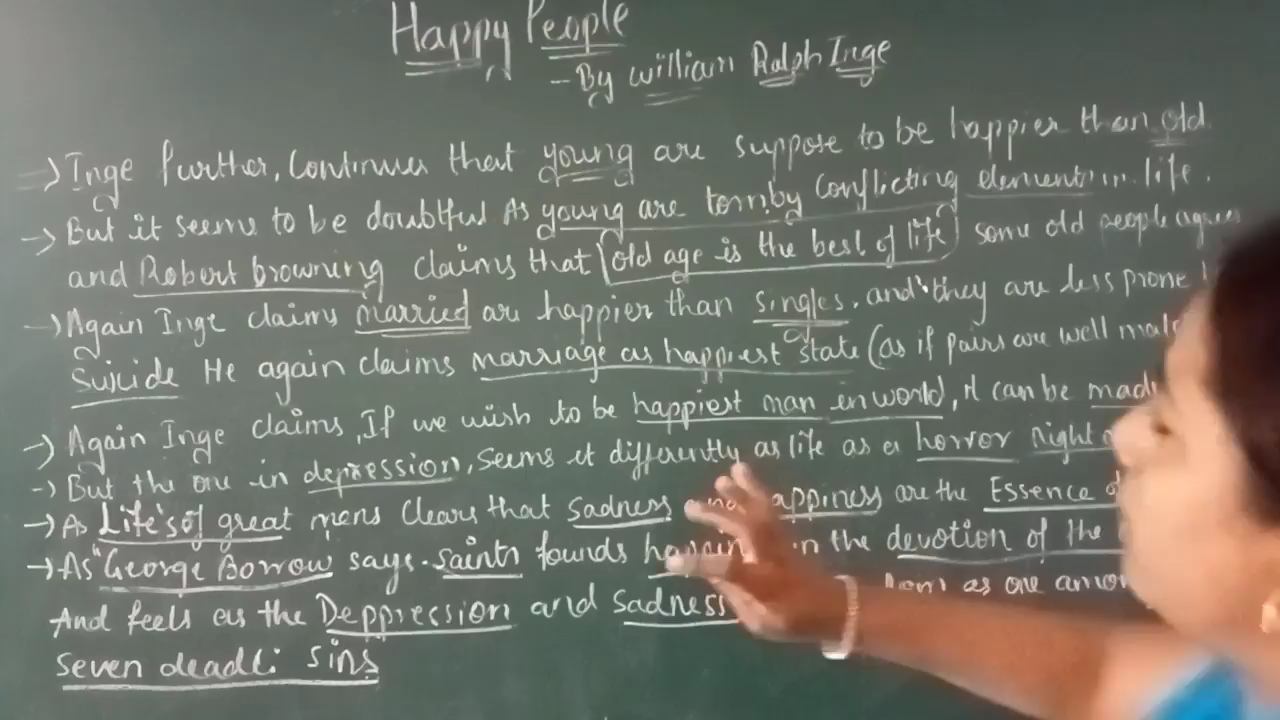 Happy People
- By William Ralph Inge
→ Inge further, Continues that young are suppose to be happier than old
→ But it seems to be doubtful As young are torn by Conflicting element in life.
and Robert browning claims that (old age is the best of life) some old people agrees
→ Again Inge claims married are happier than singles. and they are less prone
Suicide He again claims marriage as happiest state (as if pairs are well
→ Again Inge claims, If we wish to be happiest man in world, it can be
→ But the one in depression, seems it differently as life as a horror right
→ As Life's of great mens Clears that Sadness happiness are the Essence
→ As "George Borrow says. saints founds in the devotion of the
And feels as the Deppression and Sadness as one
Seven deadli sins